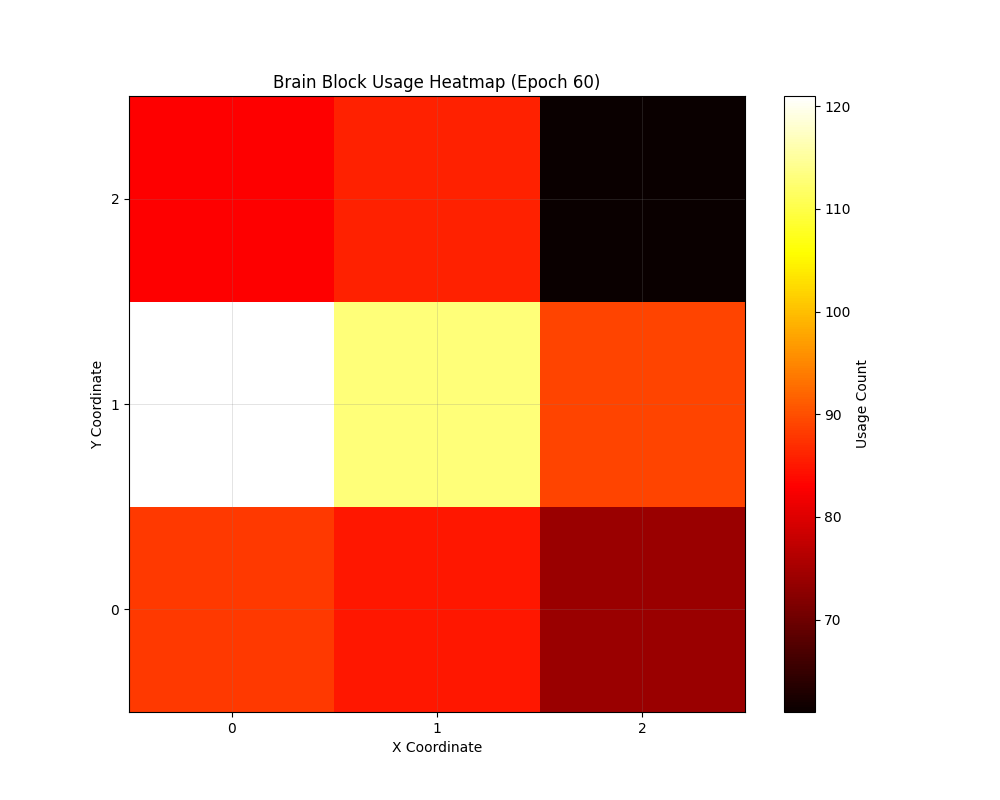 Brain Block Usage Heatmap (Epoch 60)
2
1
0
Y Coordinate
0 1 2
X Coordinate
120
110
100
90
80
70
Usage Count